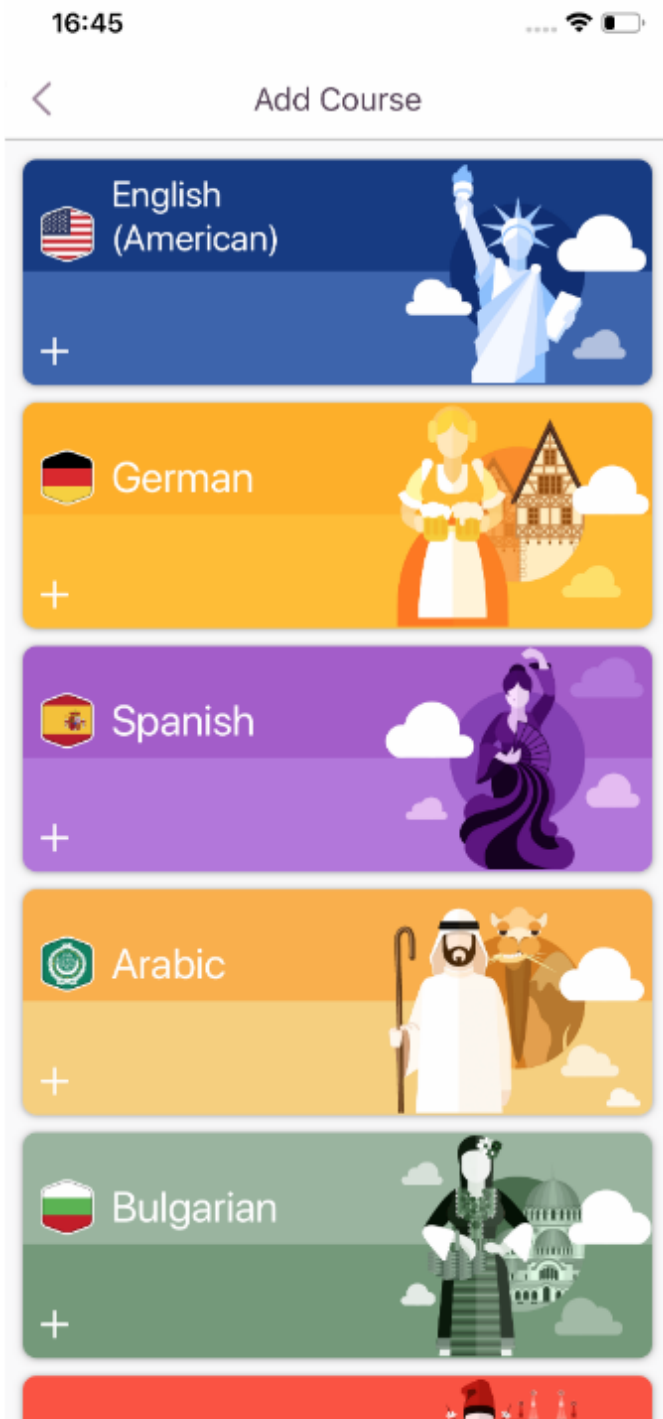 16:45
Add Course
English
(American)
+
German
+
Spanish
+
Arabic
+
Bulgarian
+